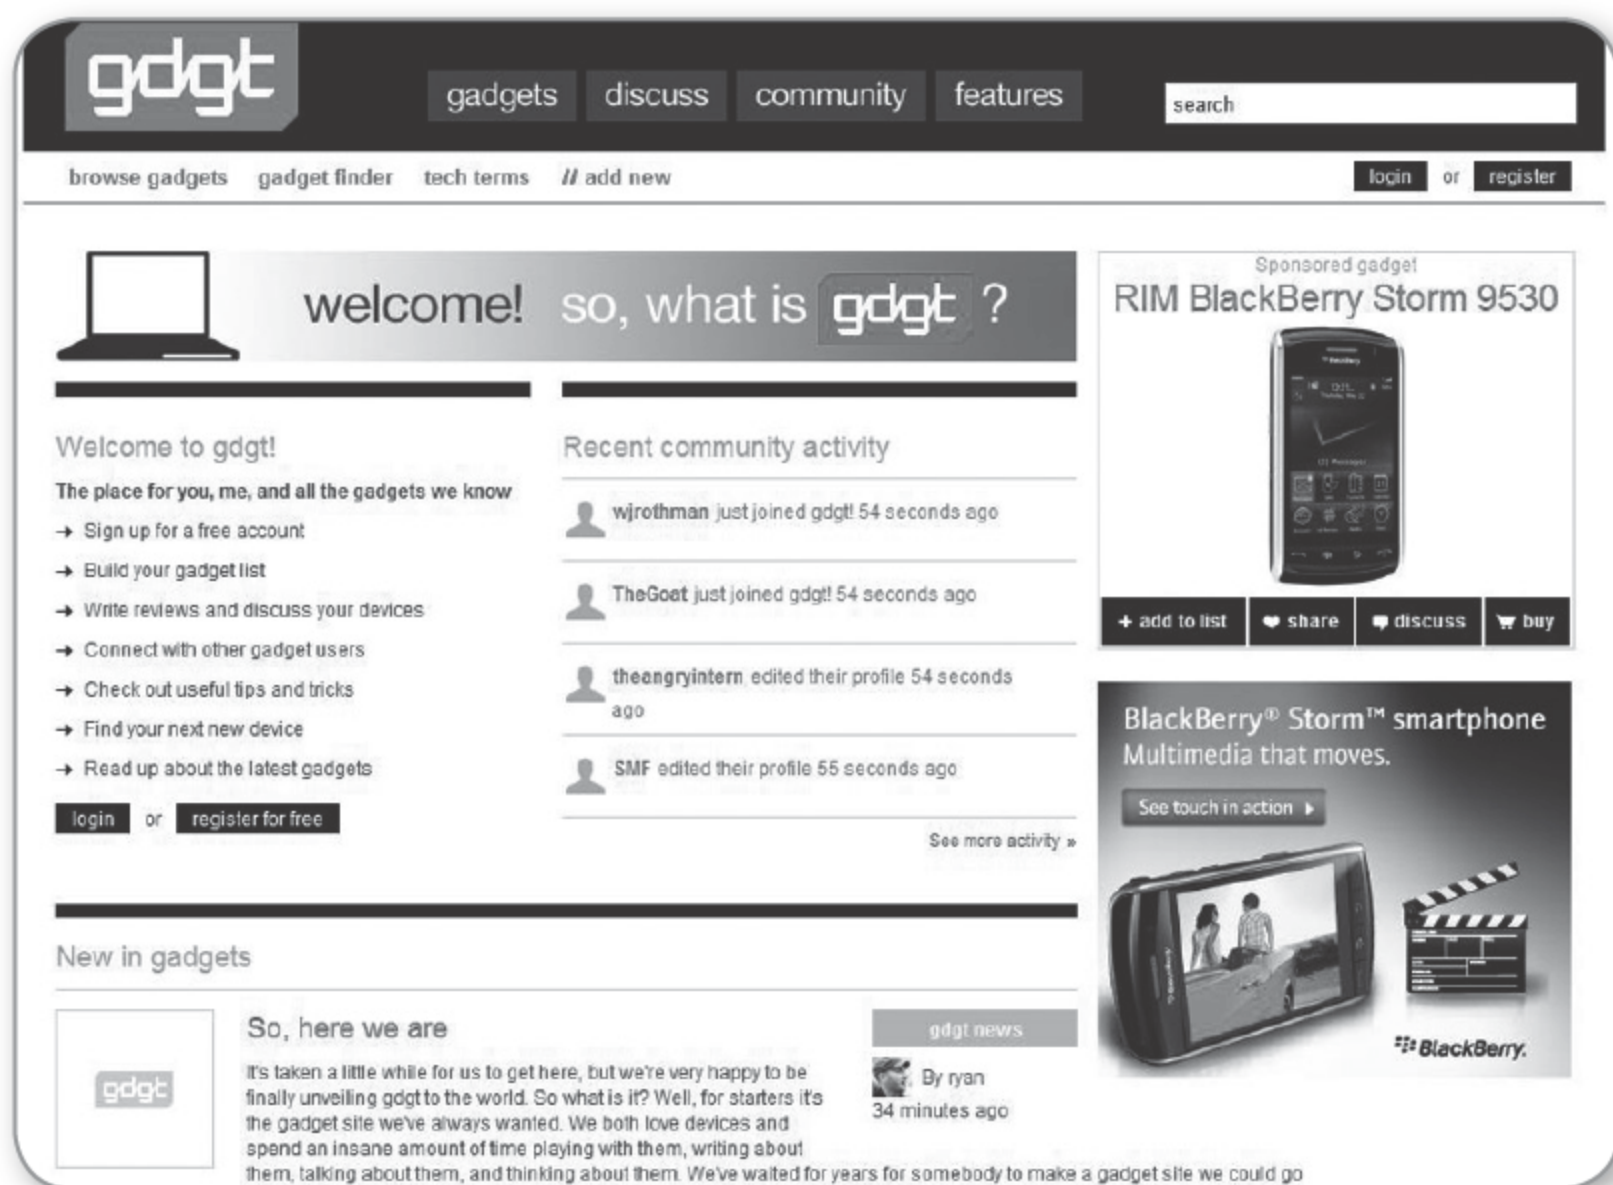 gdgt
gadgets
discuss
community
features
search
browse gadgets
gadget finder
tech terms
// add new
login or register
welcome! so, what is gdgt ?
Welcome to gdgt!
The place for you, me, and all the gadgets we know
→ Sign up for a free account
→ Build your gadget list
→ Write reviews and discuss your devices
→ Connect with other gadget users
→ Check out useful tips and tricks
→ Find your next new device
→ Read up about the latest gadgets
login or register for free
Recent community activity
wjrothman just joined gdgt! 54 seconds ago
TheGoat just joined gdgt! 54 seconds ago
theangryintern edited their profile 54 seconds
ago
SMF edited their profile 55 seconds ago
See more activity »
Sponsored gadget
RIM BlackBerry Storm 9530
+ add to list
share
discuss
buy
BlackBerry® Storm™ smartphone
Multimedia that moves.
See touch in action
BlackBerry.
New in gadgets
gdgt
So, here we are
It's taken a little while for us to get here, but we're very happy to be
finally unveiling gdgt to the world. So what is it? Well, for starters it's
the gadget site we've always wanted. We both love devices and
spend an insane amount of time playing with them, writing about
them, talking about them, and thinking about them. We've waited for years for somebody to make a gadget site we could go
gdgt news
By ryan
34 minutes ago